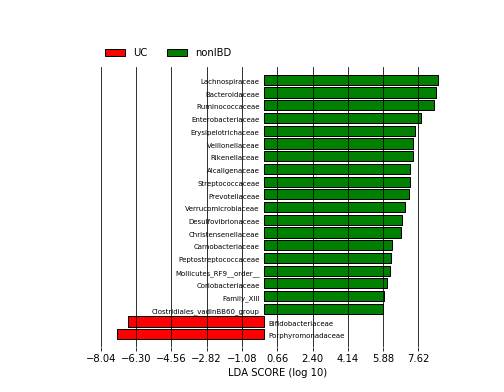 UC nonIBD
Lachnospiraceae
Bacteroidaceae
Ruminococcaceae
Enterobacteriaceae
Erysipelotrichaceae
Veillonellaceae
Rikenellaceae
Alcaligenaceae
Streptococcaceae
Prevotellaceae
Verrucomicrobiaceae
Desulfovibrionaceae
Christensenellaceae
Carnobacteriaceae
Peptostreptococcaceae
Mollicutes_RF9__order__
Coriobacteriaceae
Family_XIII
Clostridiales_vadinBB60_group
Bifidobacteriaceae
Porphyromonadaceae
−8.04 −6.30 −4.56 −2.82 −1.08 0.66 2.40 4.14 5.88 7.62
LDA SCORE (log 10)